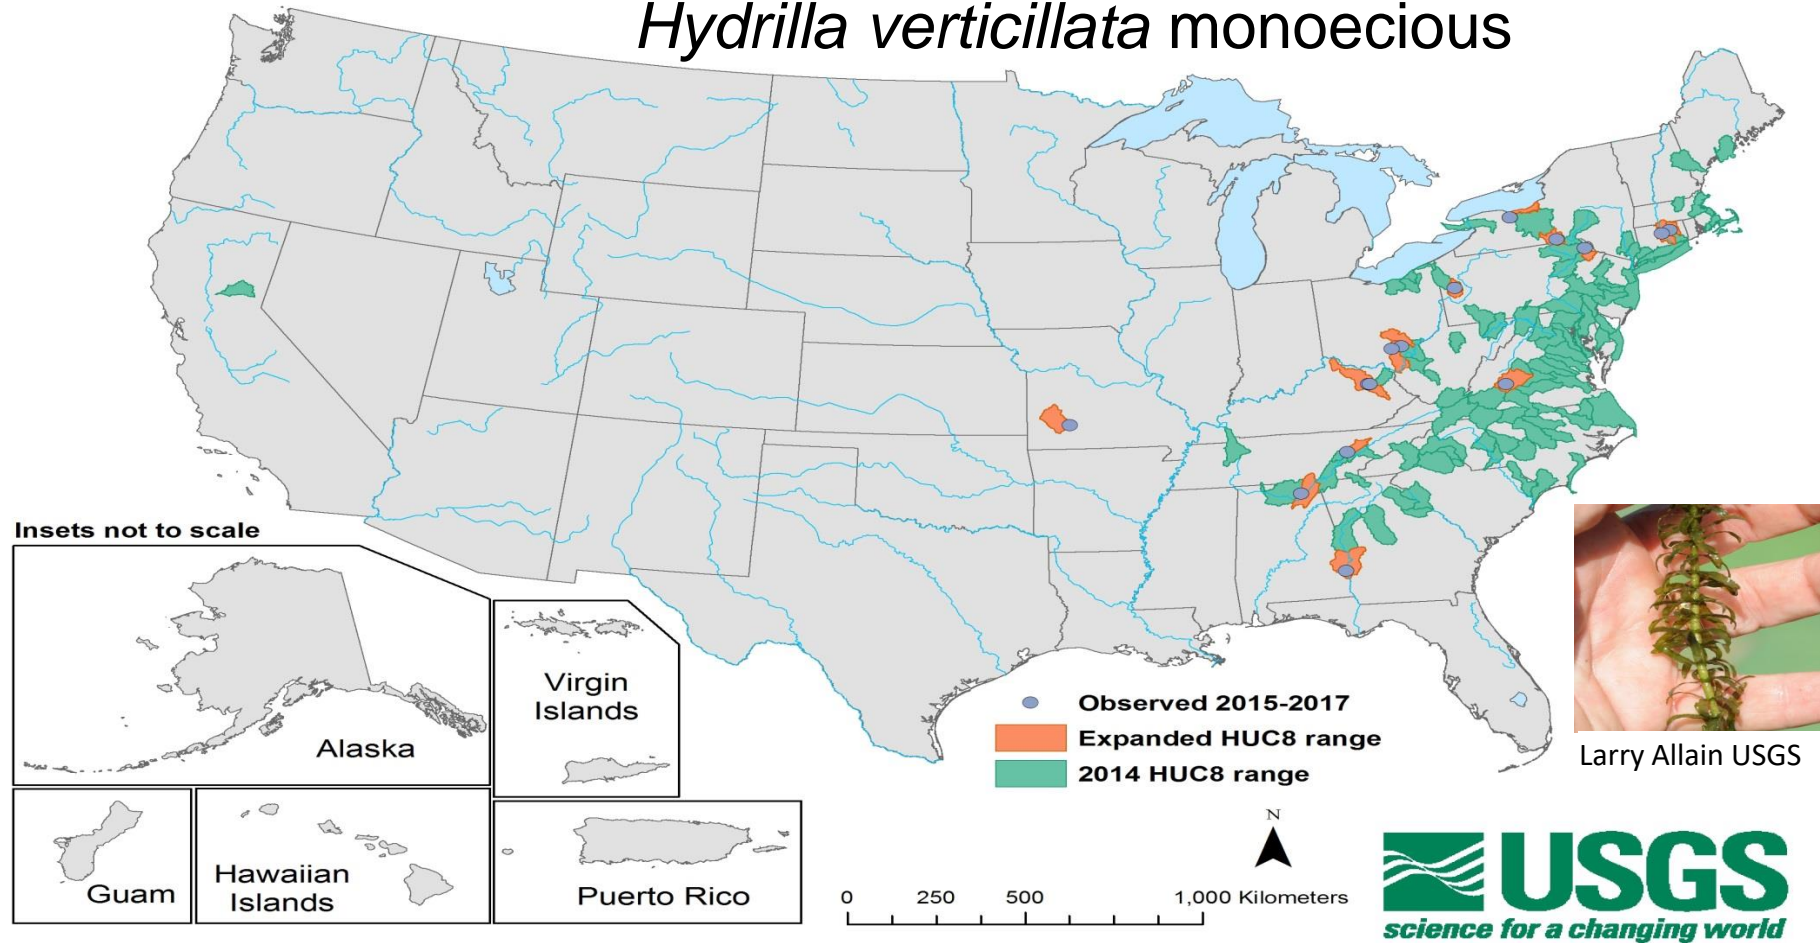 Hydrilla verticillata monoecious
Insets not to scale
Alaska
Virgin
Islands
Guam
Hawaiian
Islands
Puerto Rico
Observed 2015-2017
Expanded HUC8 range
2014 HUC8 range
Larry Allain USGS
N
0 250 500 1,000 Kilometers
USGS
science for a changing world